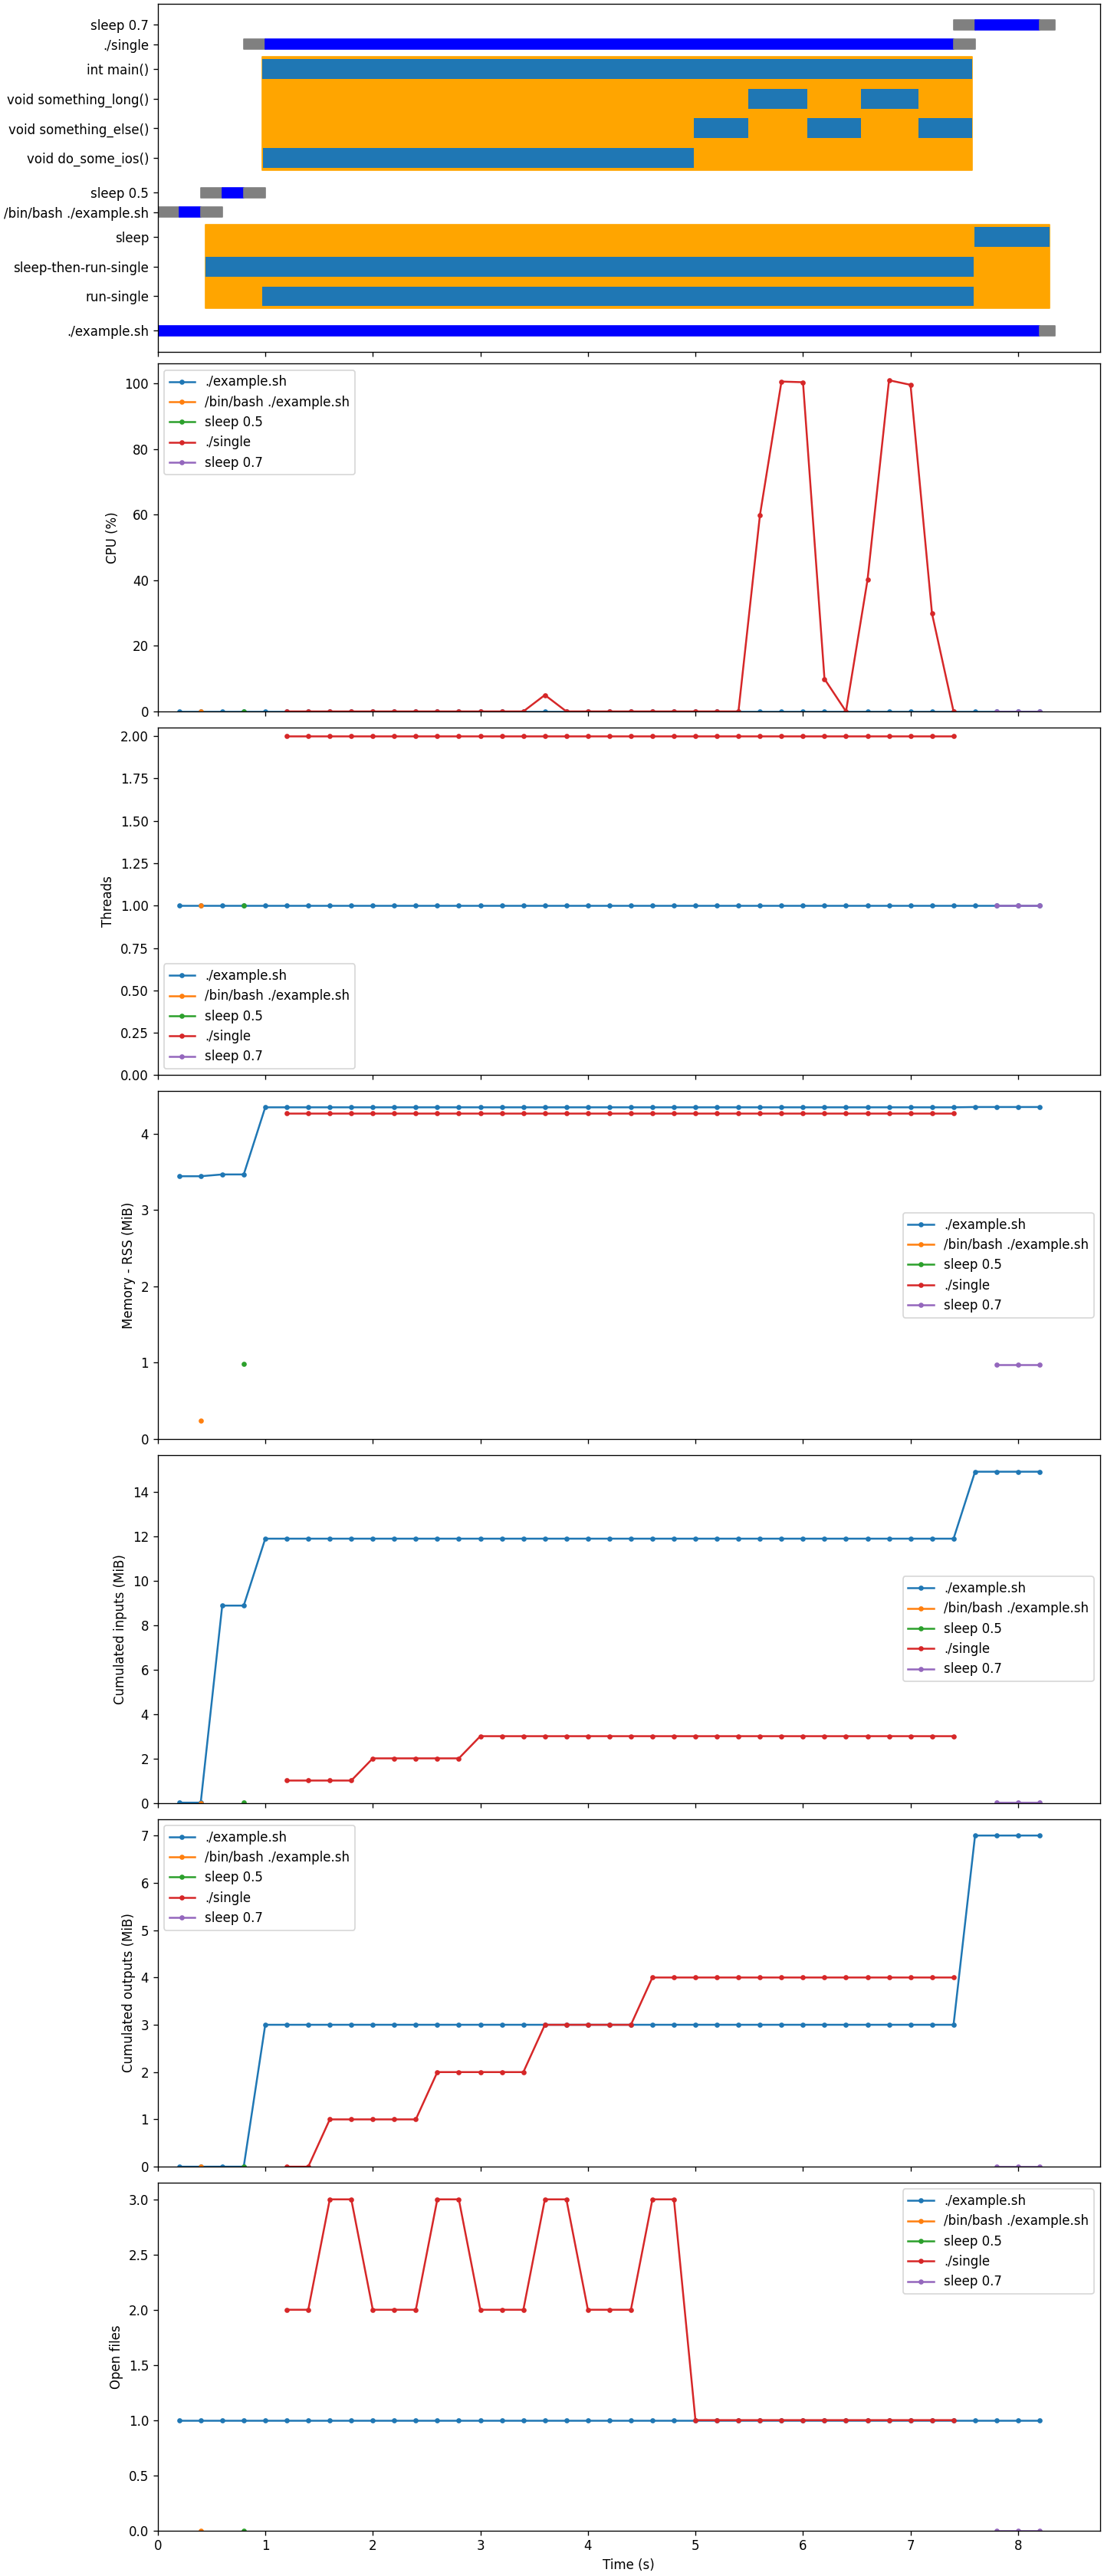 sleep 0.7
./single
int main()
void something_long()
void something_else()
void do_some_ios()
sleep 0.5
/bin/bash ./example.sh
sleep
sleep-then-run-single
run-single
./example.sh
100
80
60
40
20
0
CPU (%)
./example.sh
/bin/bash ./example.sh
sleep 0.5
./single
sleep 0.7
2.00
1.75
1.50
1.25
1.00
0.75
0.50
0.25
0.00
Threads
./example.sh
/bin/bash ./example.sh
sleep 0.5
./single
sleep 0.7
4
3
2
1
0
Memory - RSS (MiB)
./example.sh
/bin/bash ./example.sh
sleep 0.5
./single
sleep 0.7
14
12
10
8
6
4
2
0
Cumulated inputs (MiB)
./example.sh
/bin/bash ./example.sh
sleep 0.5
./single
sleep 0.7
7
6
5
4
3
2
1
0
Cumulated outputs (MiB)
./example.sh
/bin/bash ./example.sh
sleep 0.5
./single
sleep 0.7
3.0
2.5
2.0
1.5
1.0
0.5
0.0
Open files
./example.sh
/bin/bash ./example.sh
sleep 0.5
./single
sleep 0.7
0 1 2 3 4 5 6 7 8
Time (s)